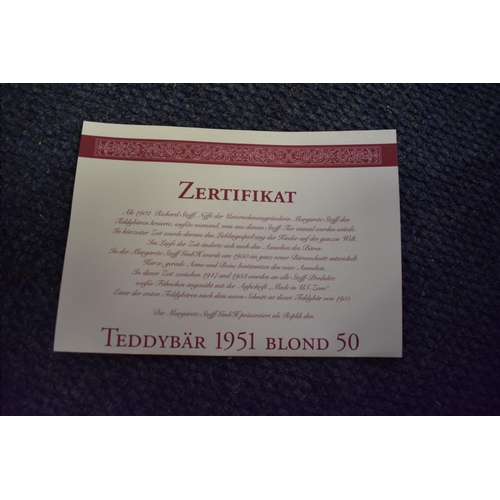 ZERTIFIKAT
Als 1902 Richard Steiff, Neffe der Unternehmensgründerin Margarete Steiff den
Teddybären kreierte, wußte niemand, was aus diesem Steiff-Tier einmal werden würde.
In kürzester Zeit wurde daraus das Lieblingsspielzeug der Kinder auf der ganzen Welt.
Im Laufe der Zeit änderte sich auch das Aussehen des Bären.
In der Margarete Steiff GmbH wurde um 1950 ein ganz neuer Bärenschnitt entwickelt.
Kurze, gerade Arme und Beine bestimmten das neue Aussehen.
In dieser Zeit zwischen 1947 und 1953 wurden an alle Steiff-Produkte
weiße Fähnchen angenäht mit der Aufschrift „Made in US-Zone“
Einer der ersten Teddybären nach dem neuen Schnitt ist dieser Teddybär von 1951
Die Margarete Steiff GmbH präsentiert als Replik den
TEDDYBÄR 1951 BLOND 50